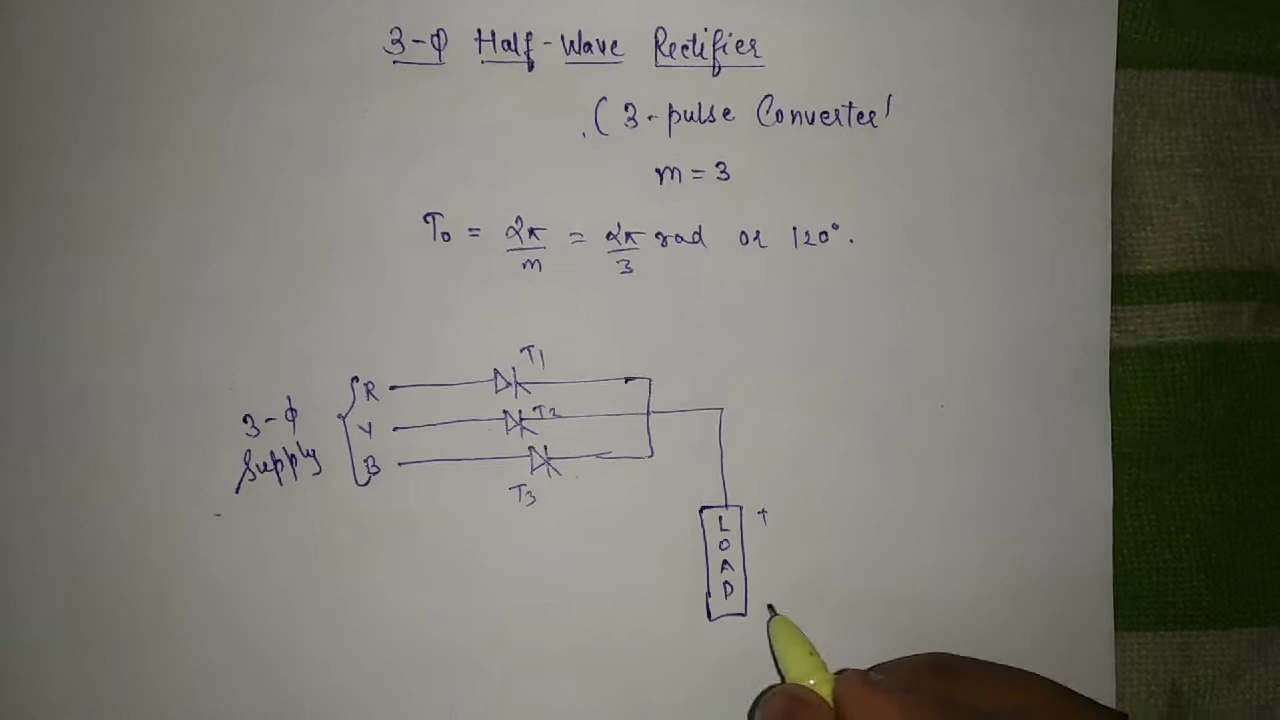 3-Φ Half-Wave Rectifier
(3-pulse Converter)
m = 3
T₀ = 2π/m = 2π/3 rad or 120°.
T1
R
T2
3-Φ Supply
Y
B
T3
+
LOAD